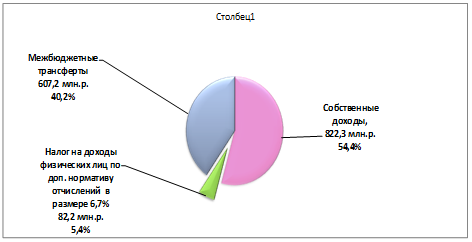 Столбец1
Межбюджетные
трансферты
607,2 млн.р.
40,2%
Собственные
доходы,
822,3 млн.р.
54,4%
Налог на доходы
физических лиц по
доп. нормативу
отчислений в
размере 6,7%
82,2 млн.р.
5,4%